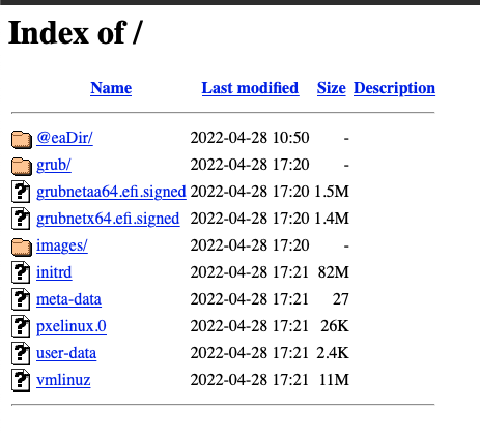 Index of /
Name Last modified Size Description
@eaDir/ 2022-04-28 10:50 -
grub/ 2022-04-28 17:20 -
grubnetaa64.efi.signed 2022-04-28 17:20 1.5M
grubnetx64.efi.signed 2022-04-28 17:20 1.4M
images/ 2022-04-28 17:20 -
initrd 2022-04-28 17:21 82M
meta-data 2022-04-28 17:21 27
pxelinux.0 2022-04-28 17:21 26K
user-data 2022-04-28 17:21 2.4K
vmlinuz 2022-04-28 17:21 11M